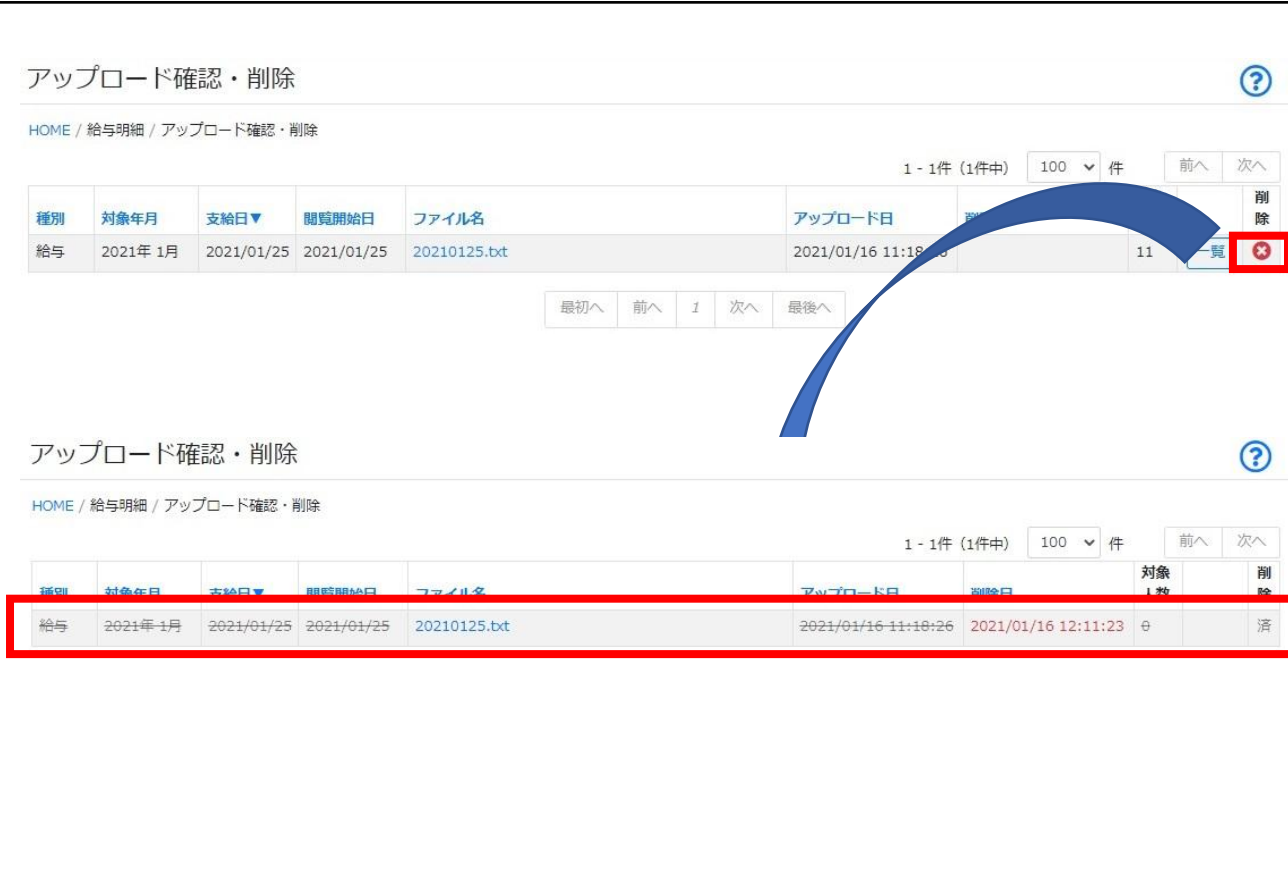 アップロード確認・削除
HOME / 給与明細 / アップロード確認・削除
1 - 1件（1件中） 100 件 前へ 次へ
種別 対象年月 支給日▼ 閲覧開始日 ファイル名 アップロード日 削除
給与 2021年 1月 2021/01/25 2021/01/25 20210125.txt 2021/01/16 11:18 11 一覧
最初へ 前へ 1 次へ 最後へ
アップロード確認・削除
HOME / 給与明細 / アップロード確認・削除
1 - 1件（1件中） 100 件 前へ 次へ
種別 対象年月 支給日▼ 閲覧開始日 ファイル名 アップロード日 削除日 対象人数 削除
給与 2021年 1月 2021/01/25 2021/01/25 20210125.txt 2021/01/16 11:18:26 2021/01/16 12:11:23 0 済